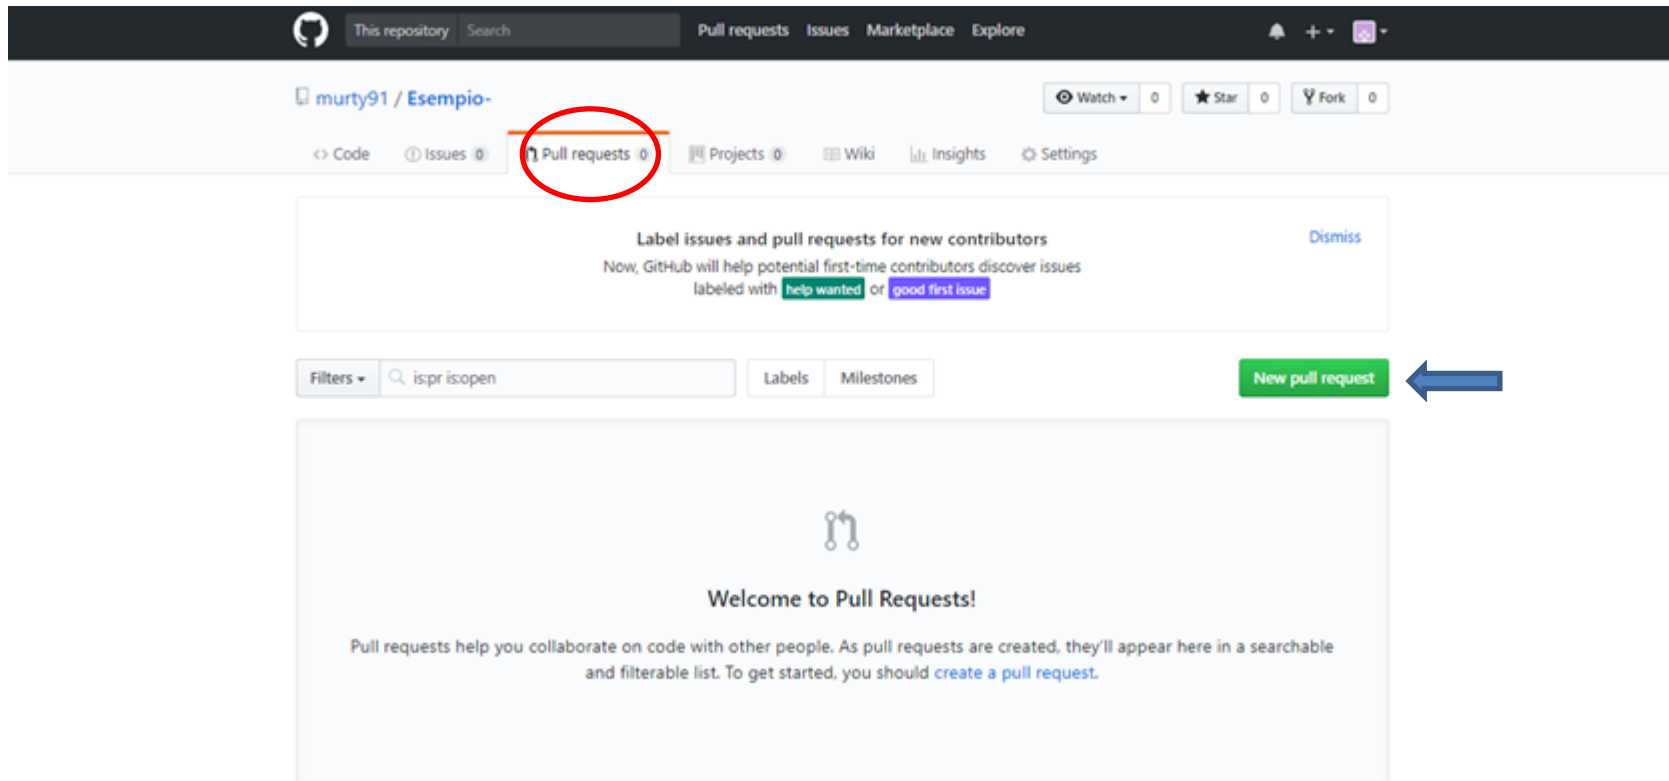 This repository Search Pull requests Issues Marketplace Explore
murty91 / Esempio- Watch 0 Star 0 Fork 0
Code Issues 0 Pull requests 0 Projects 0 Wiki Insights Settings
Label issues and pull requests for new contributors Dismiss
Now, GitHub will help potential first-time contributors discover issues
labeled with help wanted or good first issue
Filters is:pr is:open Labels Milestones New pull request
Welcome to Pull Requests!
Pull requests help you collaborate on code with other people. As pull requests are created, they'll appear here in a searchable
and filterable list. To get started, you should create a pull request.